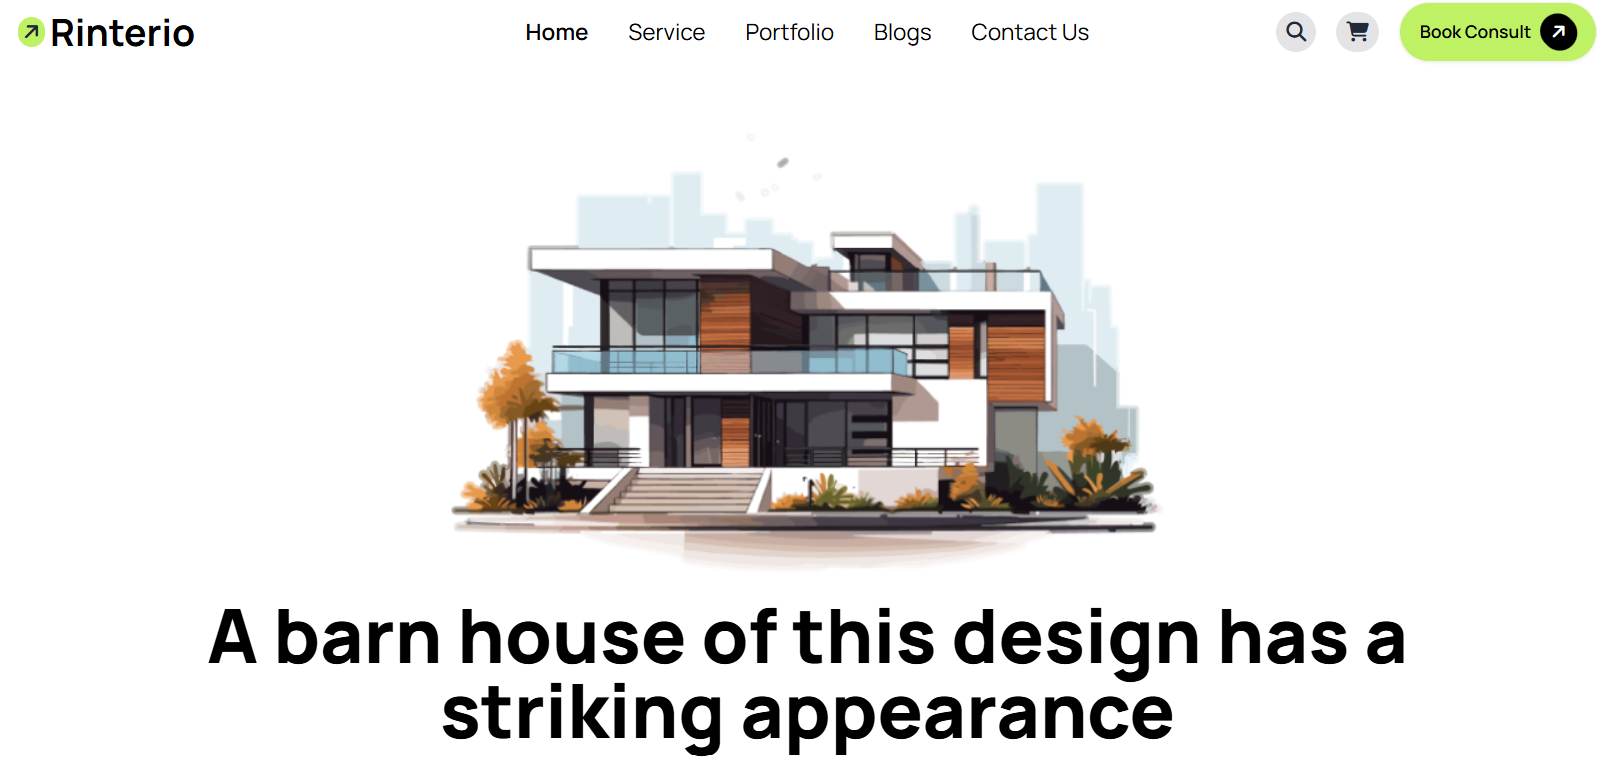 Rinterio
Home Service Portfolio Blogs Contact Us
Book Consult
A barn house of this design has a
striking appearance